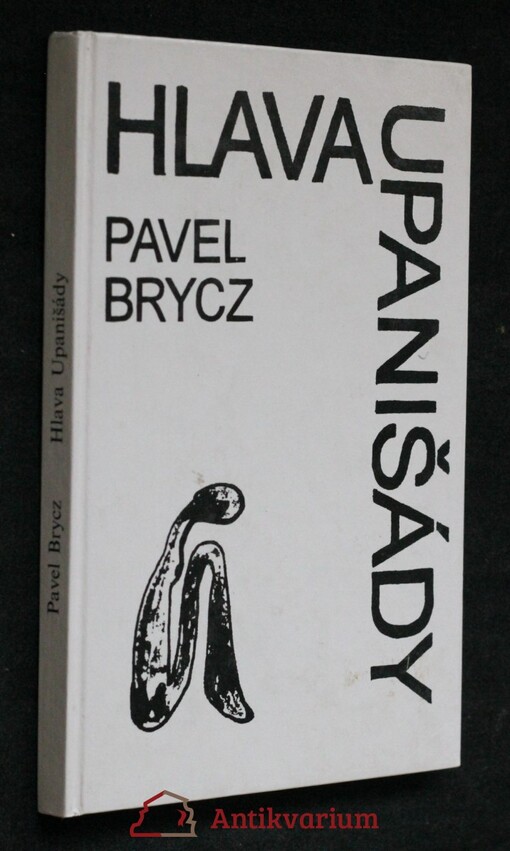 HLAVA
UPANIŠÁDY
PAVEL
BRYCZ
Pavel Brycz Hlava Upanišády
Antikvarium